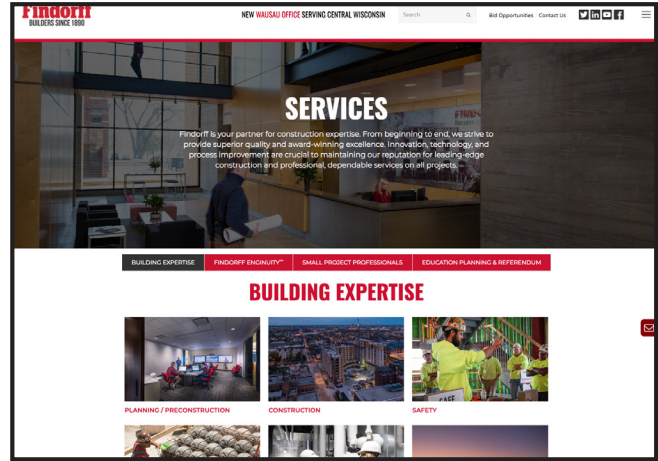 Findorff
BUILDERS SINCE 1890
NEW WAUSAU OFFICE SERVING CENTRAL WISCONSIN
Search
Bid Opportunities Contact Us
SERVICES
Findorff is your partner for construction expertise. From beginning to end, we strive to
provide superior quality and award-winning excellence. Innovation, technology, and
process improvement are crucial to maintaining our reputation for leading-edge
construction and professional, dependable services on all projects.
BUILDING EXPERTISE
FINDORFF ENGINUITY™
SMALL PROJECT PROFESSIONALS
EDUCATION PLANNING & REFERENDUM
BUILDING EXPERTISE
PLANNING / PRECONSTRUCTION
CONSTRUCTION
SAFETY